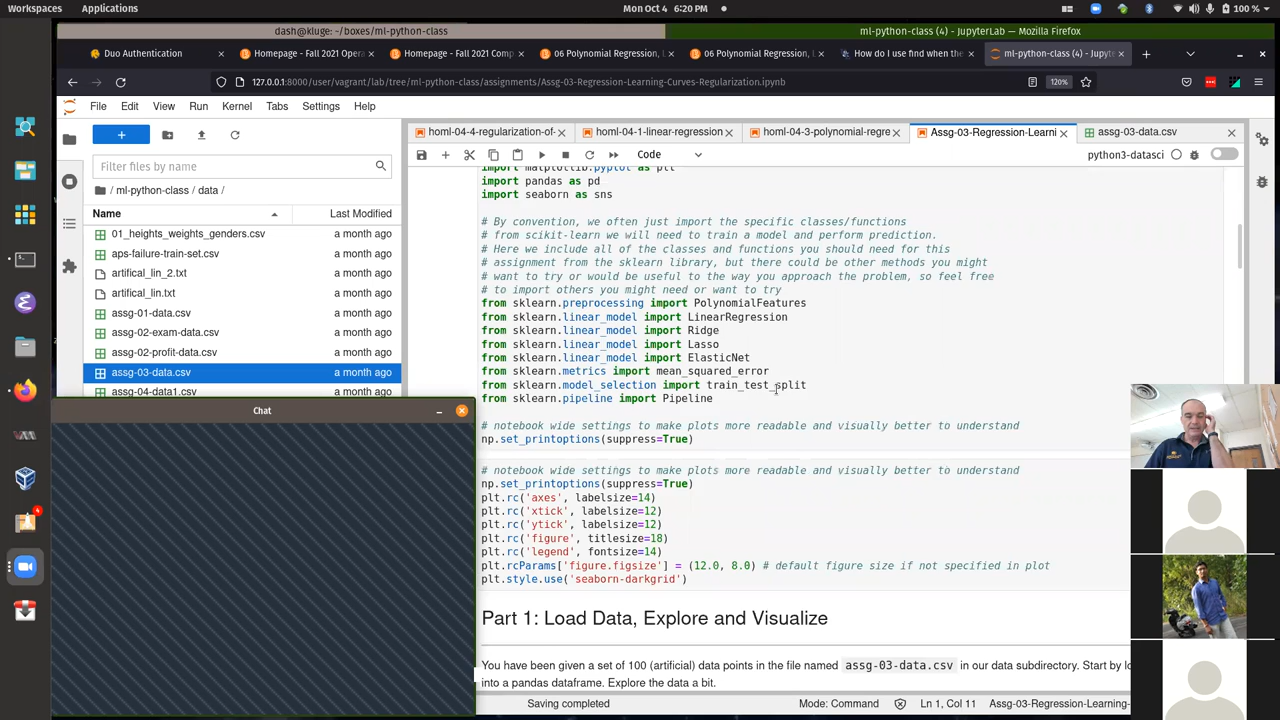 Workspaces Applications Mon Oct 4 6:20 PM 100 %
dash@kluge: ~/boxes/ml-python-class ml-python-class (4) - JupyterLab — Mozilla Firefox
Duo Authentication Homepage - Fall 2021 Opera Homepage - Fall 2021 Comp 06 Polynomial Regression, L 06 Polynomial Regression, L How do I use find when the ml-python-class (4) - Jupyte
127.0.0.1:8000/user/vagrant/lab/tree/ml-python-class/assignments/Assg-03-Regression-Learning-Curves-Regularization.ipynb 120%
File Edit View Run Kernel Tabs Settings Help
homl-04-4-regularization-of- homl-04-1-linear-regression homl-04-3-polynomial-regre Assg-03-Regression-Learni assg-03-data.csv
Code python3-datasci
Filter files by name
/ ml-python-class / data /
Name Last Modified
01_heights_weights_genders.csv a month ago
aps-failure-train-set.csv a month ago
artifical_lin_2.txt a month ago
artifical_lin.txt a month ago
assg-01-data.csv a month ago
assg-02-exam-data.csv a month ago
assg-02-profit-data.csv a month ago
assg-03-data.csv a month ago
assg-04-data1.csv a month ago
Chat
import matplotlib.pyplot as plt
import pandas as pd
import seaborn as sns
# By convention, we often just import the specific classes/functions
# from scikit-learn we will need to train a model and perform prediction.
# Here we include all of the classes and functions you should need for this
# assignment from the sklearn library, but there could be other methods you might
# want to try or would be useful to the way you approach the problem, so feel free
# to import others you might need or want to try
from sklearn.preprocessing import PolynomialFeatures
from sklearn.linear_model import LinearRegression
from sklearn.linear_model import Ridge
from sklearn.linear_model import Lasso
from sklearn.linear_model import ElasticNet
from sklearn.metrics import mean_squared_error
from sklearn.model_selection import train_test_split
from sklearn.pipeline import Pipeline
# notebook wide settings to make plots more readable and visually better to understand
np.set_printoptions(suppress=True)
# notebook wide settings to make plots more readable and visually better to understand
np.set_printoptions(suppress=True)
plt.rc('axes', labelsize=14)
plt.rc('xtick', labelsize=12)
plt.rc('ytick', labelsize=12)
plt.rc('figure', titlesize=18)
plt.rc('legend', fontsize=14)
plt.rcParams['figure.figsize'] = (12.0, 8.0) # default figure size if not specified in plot
plt.style.use('seaborn-darkgrid')
Part 1: Load Data, Explore and Visualize
You have been given a set of 100 (artificial) data points in the file named assg-03-data.csv in our data subdirectory. Start by lo
into a pandas dataframe. Explore the data a bit.
Saving completed Mode: Command Ln 1, Col 11 Assg-03-Regression-Learning-